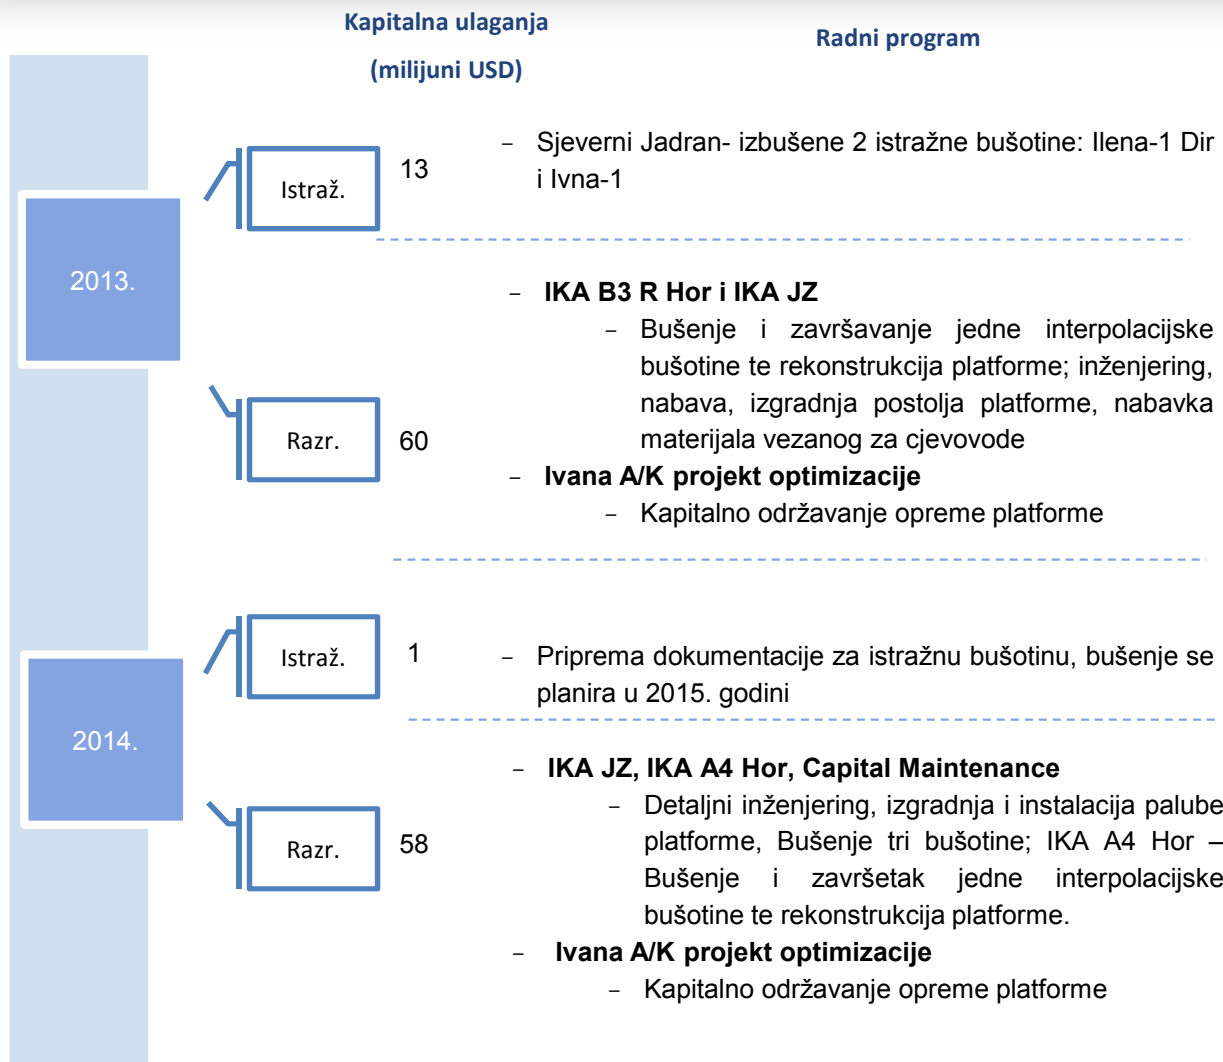 Kapitalna ulaganja
(milijuni USD)
Radni program
2013.
Istraž.
13
- Sjeverni Jadran- izbušene 2 istražne bušotine: Ilena-1 Dir
i Ivna-1
Razr.
60
- IKA B3 R Hor i IKA JZ
- Bušenje i završavanje jedne interpolacijske
bušotine te rekonstrukcija platforme; inženjering,
nabava, izgradnja postolja platforme, nabavka
materijala vezanog za cjevovode
- Ivana A/K projekt optimizacije
- Kapitalno održavanje opreme platforme
2014.
Istraž.
1
- Priprema dokumentacije za istražnu bušotinu, bušenje se
planira u 2015. godini
Razr.
58
- IKA JZ, IKA A4 Hor, Capital Maintenance
- Detaljni inženjering, izgradnja i instalacija palube
platforme, Bušenje tri bušotine; IKA A4 Hor –
Bušenje i završetak jedne interpolacijske
bušotine te rekonstrukcija platforme.
- Ivana A/K projekt optimizacije
- Kapitalno održavanje opreme platforme